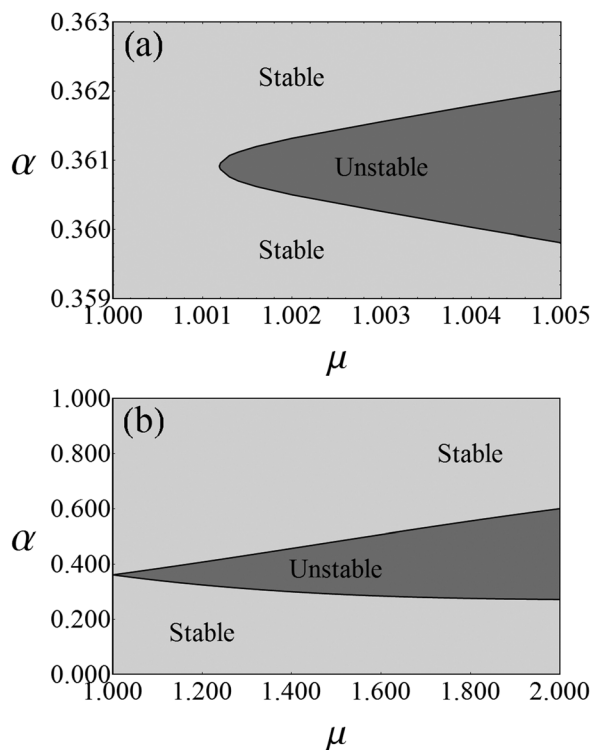 (a)
0.363
0.362
0.361
0.360
0.359
α
Stable
Unstable
Stable
1.000 1.001 1.002 1.003 1.004 1.005
μ
(b)
1.000
0.800
0.600
0.400
0.200
0.000
α
Stable
Unstable
Stable
1.000 1.200 1.400 1.600 1.800 2.000
μ